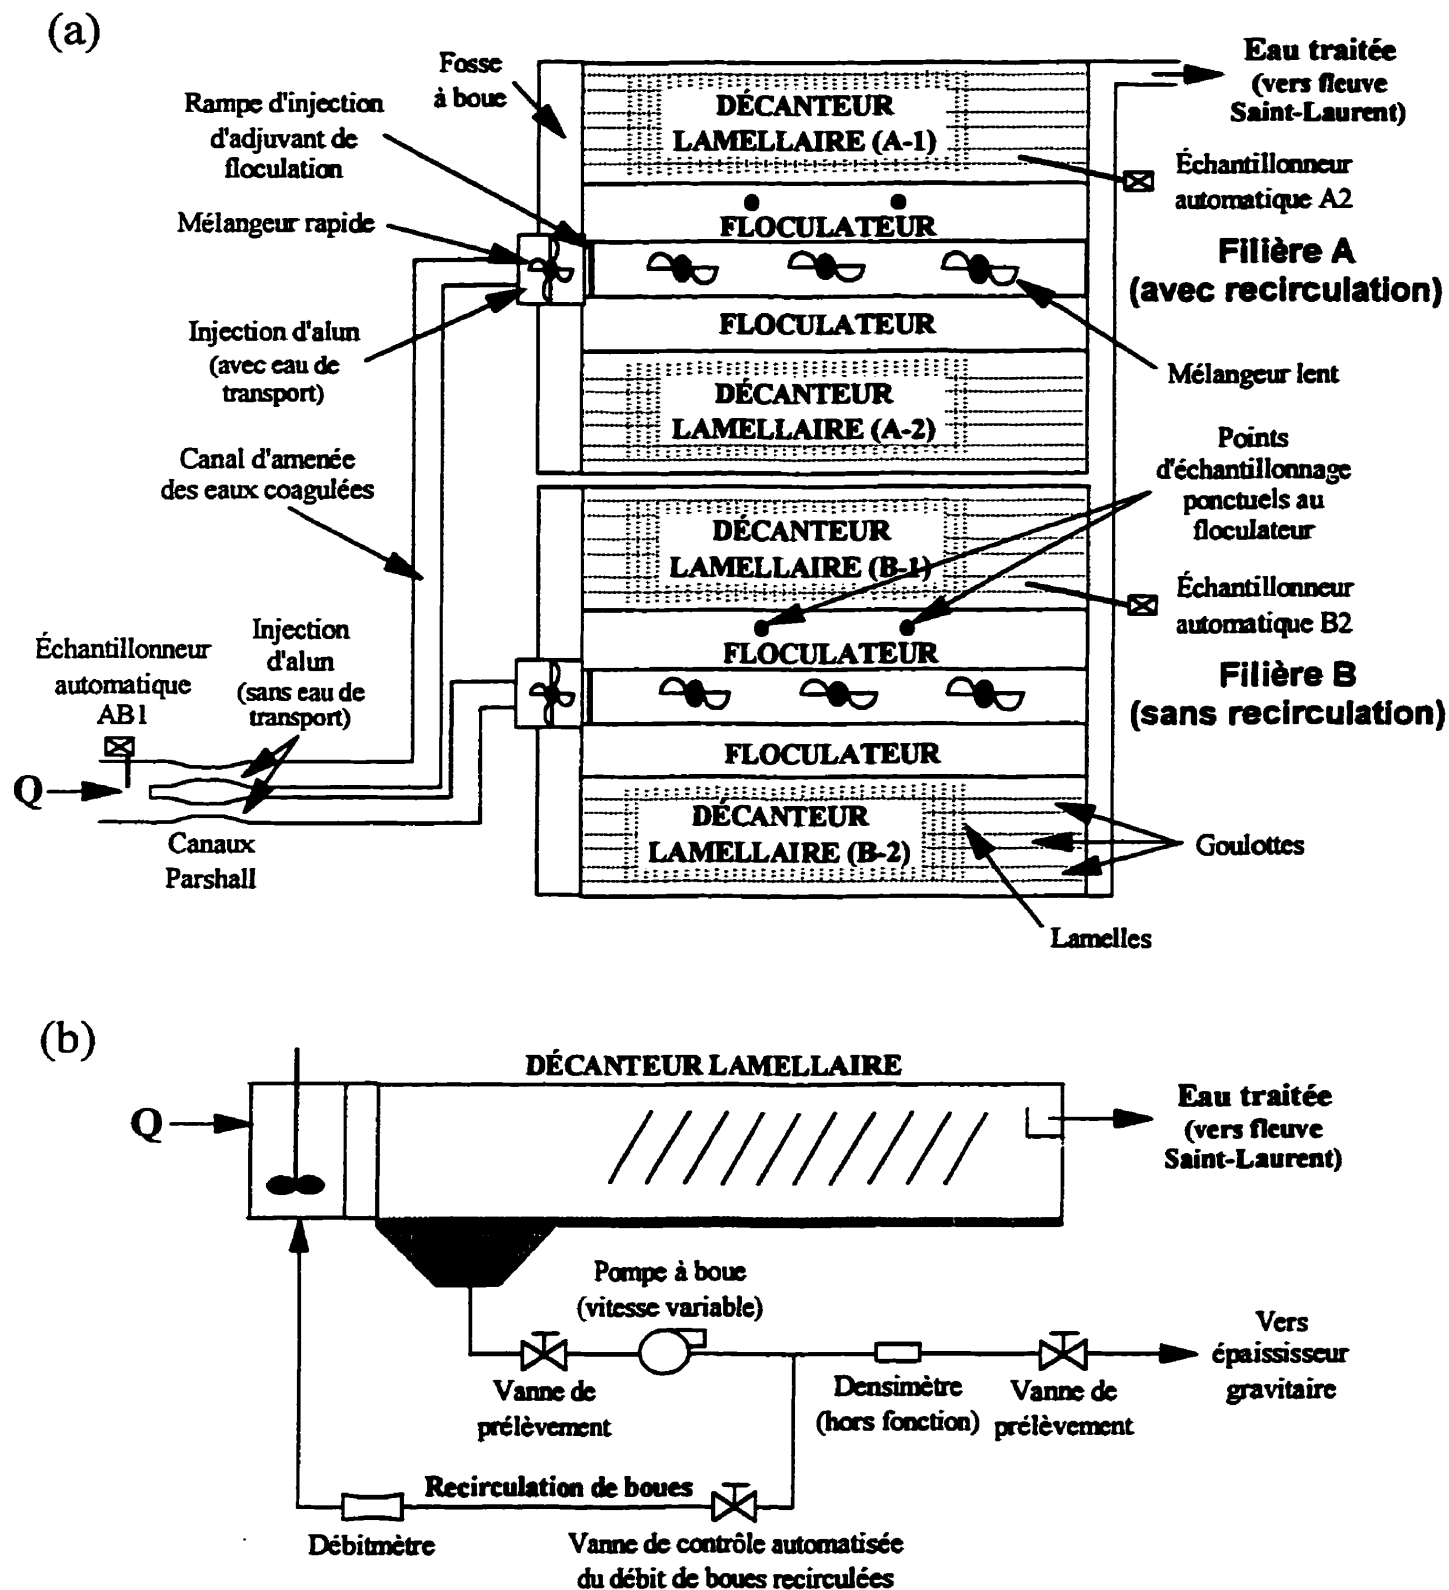 (a)
Fosse
à boue
Rampe d'injection
d'adjuvant de
floculation
Mélangeur rapide
Injection d'alun
(avec eau de
transport)
Canal d'amenée
des eaux coagulées
Échantillonneur
automatique
AB1
Injection
d'alun
(sans eau de
transport)
Q
Canaux
Parshall
DÉCANTEUR
LAMELLAIRE (A-1)
FLOCULATEUR
FLOCULATEUR
DÉCANTEUR
LAMELLAIRE (A-2)
DÉCANTEUR
LAMELLAIRE (B-1)
FLOCULATEUR
FLOCULATEUR
DÉCANTEUR
LAMELLAIRE (B-2)
Eau traitée
(vers fleuve
Saint-Laurent)
Échantillonneur
automatique A2
Filière A
(avec recirculation)
Mélangeur lent
Points
d'échantillonnage
ponctuels au
floculateur
Échantillonneur
automatique B2
Filière B
(sans recirculation)
Goulottes
Lamelles
(b)
DÉCANTEUR LAMELLAIRE
Q
Eau traitée
(vers fleuve
Saint-Laurent)
Pompe à boue
(vitesse variable)
Vanne de
prélèvement
Densimètre
(hors fonction)
Vanne de
prélèvement
Vers
épaississeur
gravitaire
Recirculation de boues
Débitmètre
Vanne de contrôle automatisée
du débit de boues recirculées